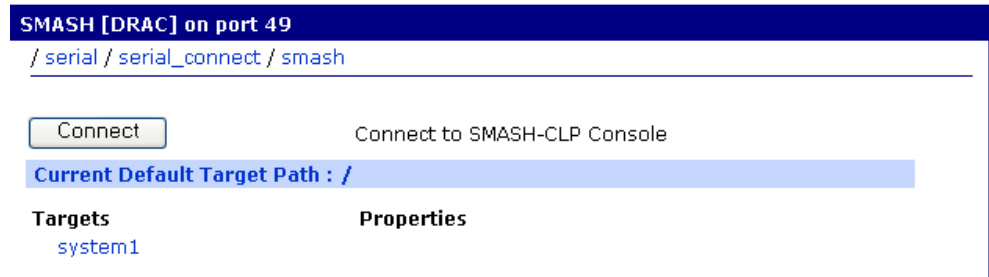 SMASH [DRAC] on port 49
/ serial / serial_connect / smash
Connect Connect to SMASH-CLP Console
Current Default Target Path : /
Targets Properties
system1